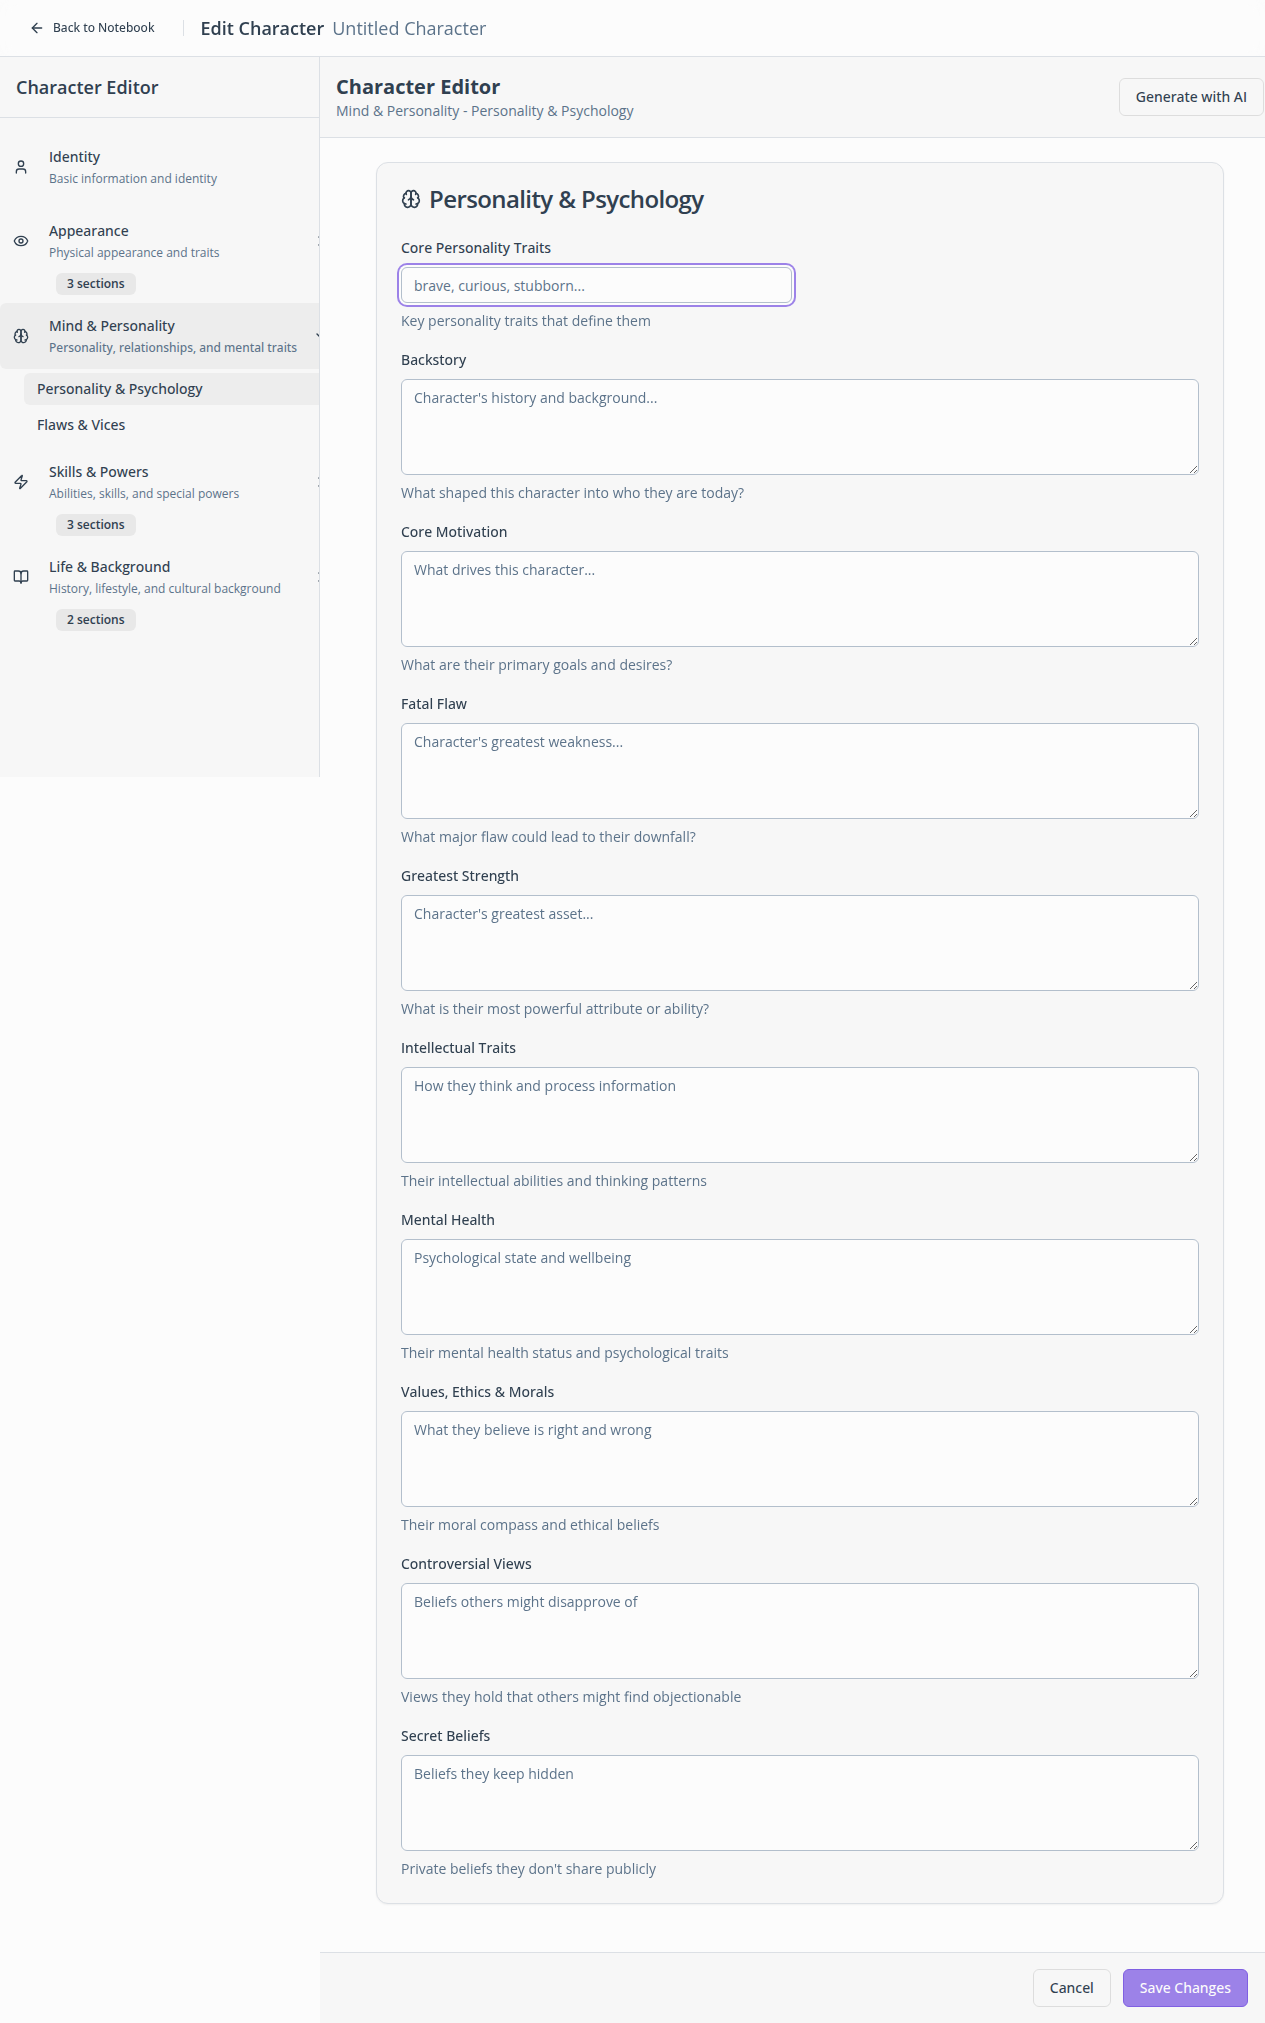 Back to Notebook
Edit Character Untitled Character
Character Editor
Identity
Basic information and identity
Appearance
Physical appearance and traits
3 sections
Mind & Personality
Personality, relationships, and mental traits
Personality & Psychology
Flaws & Vices
Skills & Powers
Abilities, skills, and special powers
3 sections
Life & Background
History, lifestyle, and cultural background
2 sections
Character Editor
Mind & Personality - Personality & Psychology
Generate with AI
Personality & Psychology
Core Personality Traits
brave, curious, stubborn...
Key personality traits that define them
Backstory
Character's history and background...
What shaped this character into who they are today?
Core Motivation
What drives this character...
What are their primary goals and desires?
Fatal Flaw
Character's greatest weakness...
What major flaw could lead to their downfall?
Greatest Strength
Character's greatest asset...
What is their most powerful attribute or ability?
Intellectual Traits
How they think and process information
Their intellectual abilities and thinking patterns
Mental Health
Psychological state and wellbeing
Their mental health status and psychological traits
Values, Ethics & Morals
What they believe is right and wrong
Their moral compass and ethical beliefs
Controversial Views
Beliefs others might disapprove of
Views they hold that others might find objectionable
Secret Beliefs
Beliefs they keep hidden
Private beliefs they don't share publicly
Cancel
Save Changes